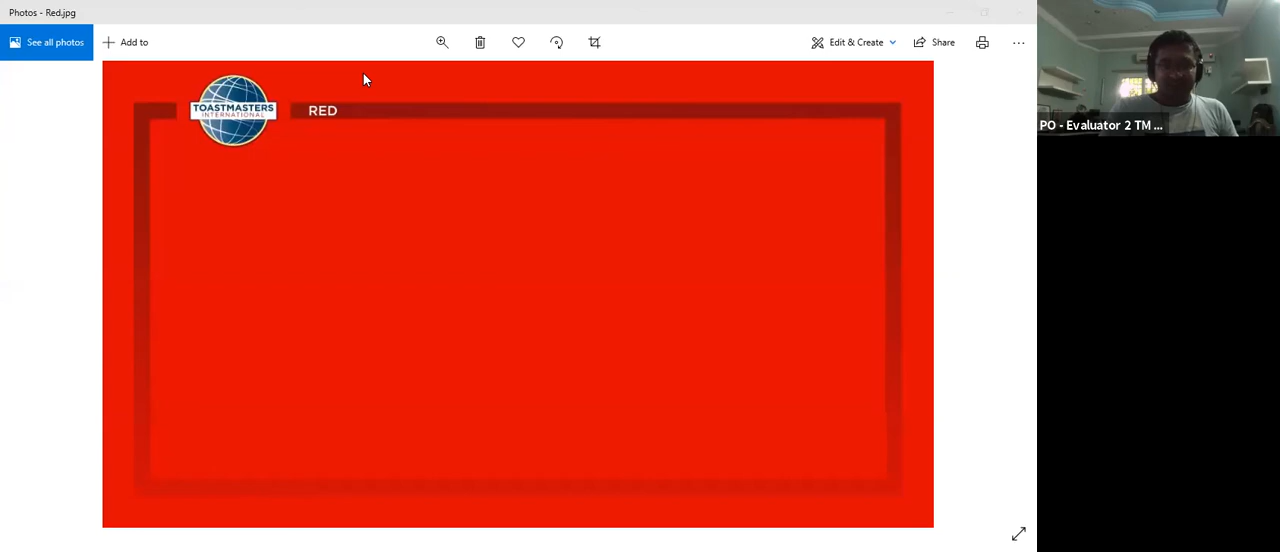 Photos - Red.jpg
See all photos
Add to
Edit & Create
Share
TOASTMASTERS
INTERNATIONAL
RED
PO - Evaluator 2 TM ...